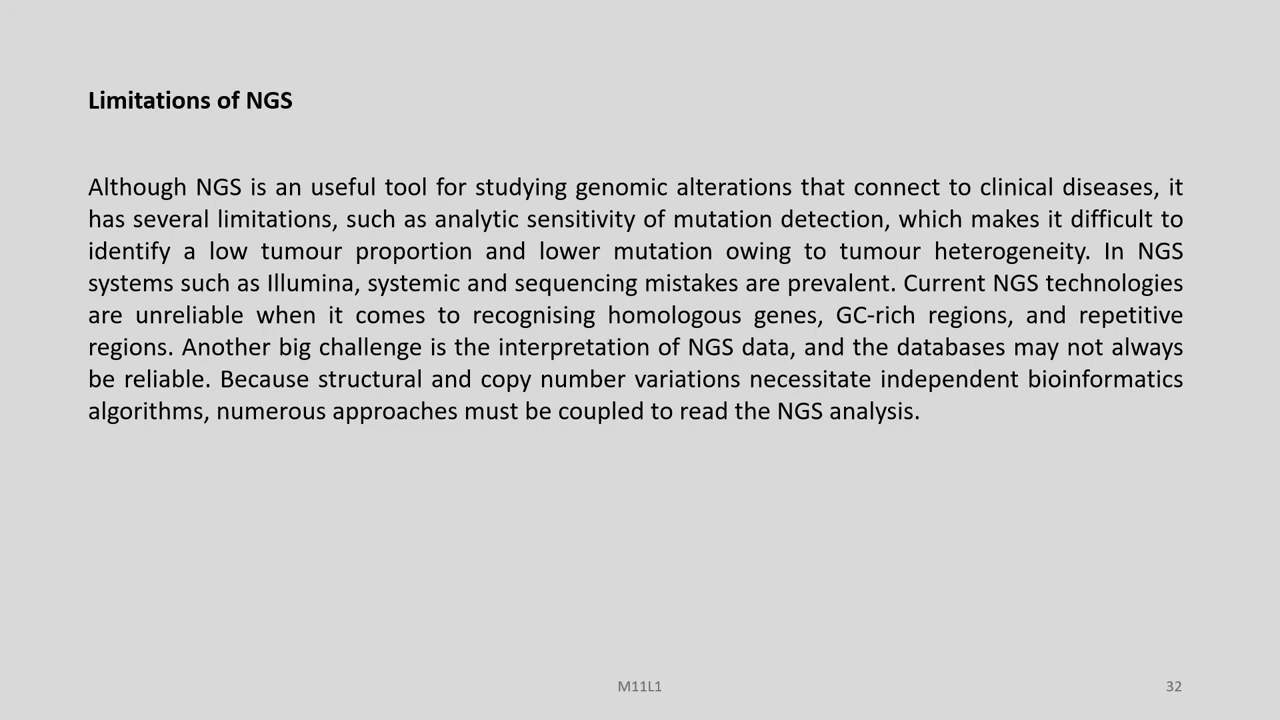 Limitations of NGS
Although NGS is an useful tool for studying genomic alterations that connect to clinical diseases, it
has several limitations, such as analytic sensitivity of mutation detection, which makes it difficult to
identify a low tumour proportion and lower mutation owing to tumour heterogeneity. In NGS
systems such as Illumina, systemic and sequencing mistakes are prevalent. Current NGS technologies
are unreliable when it comes to recognising homologous genes, GC-rich regions, and repetitive
regions. Another big challenge is the interpretation of NGS data, and the databases may not always
be reliable. Because structural and copy number variations necessitate independent bioinformatics
algorithms, numerous approaches must be coupled to read the NGS analysis.
M11L1
32